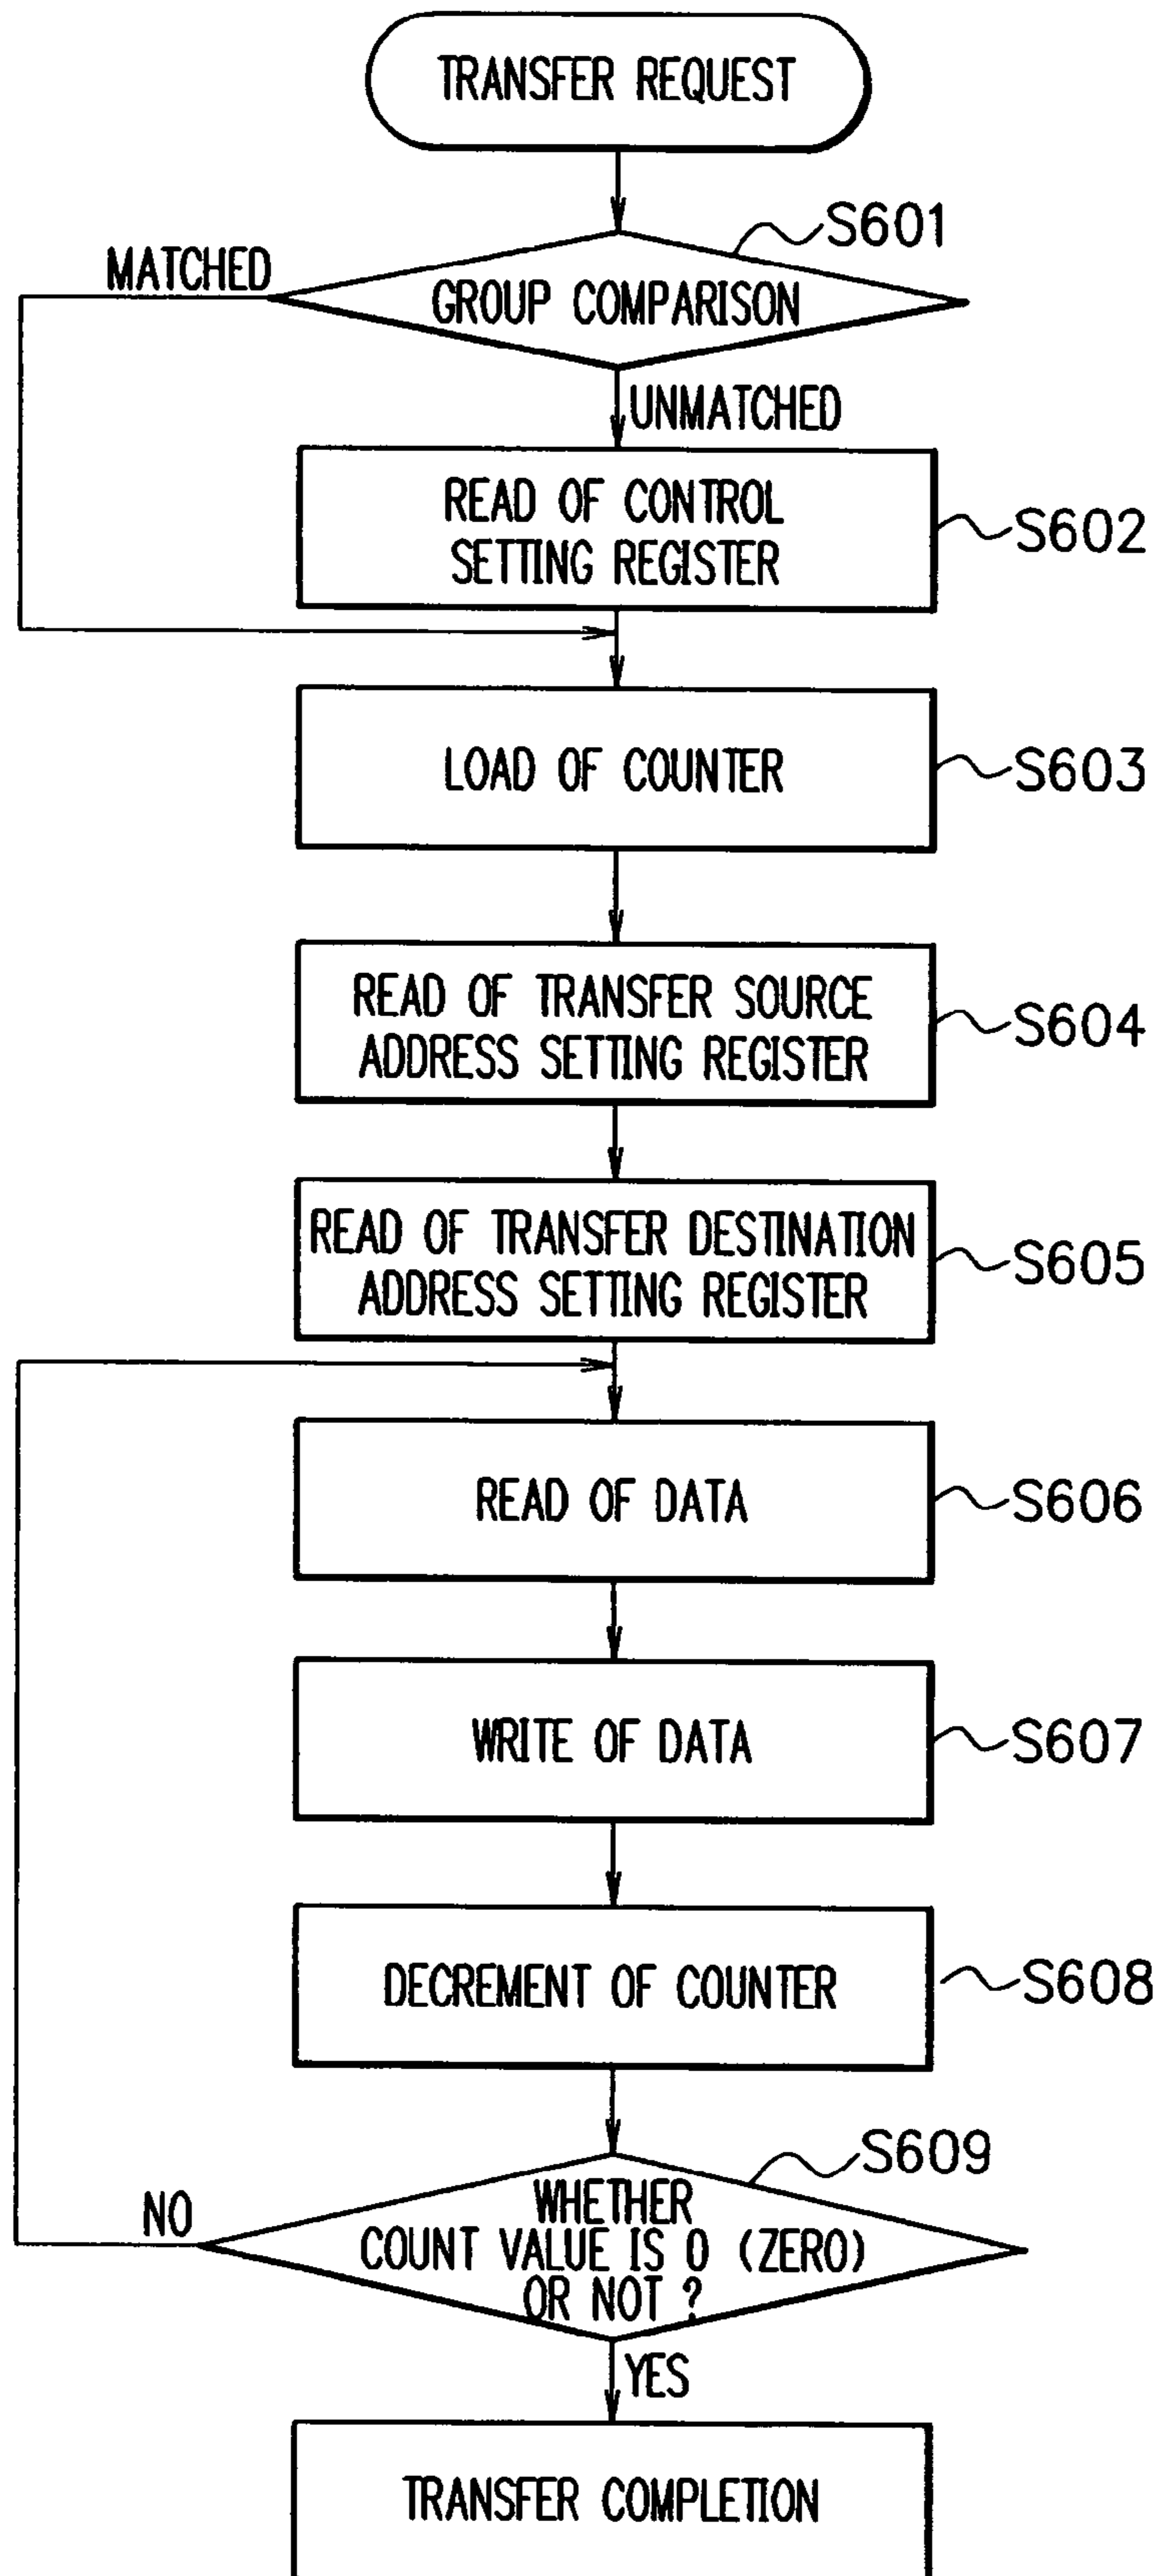 TRANSFER REQUEST
S601
MATCHED
GROUP COMPARISON
UNMATCHED
READ OF CONTROL
SETTING REGISTER
S602
LOAD OF COUNTER
S603
READ OF TRANSFER SOURCE
ADDRESS SETTING REGISTER
S604
READ OF TRANSFER DESTINATION
ADDRESS SETTING REGISTER
S605
READ OF DATA
S606
WRITE OF DATA
S607
DECREMENT OF COUNTER
S608
S609
NO
WHETHER
COUNT VALUE IS 0 (ZERO)
OR NOT ?
YES
TRANSFER COMPLETION